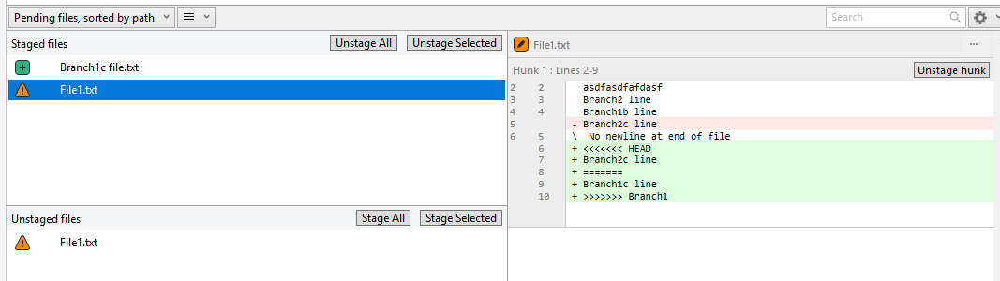 Pending files, sorted by path
Search
Staged files
Unstage All
Unstage Selected
Branch1c file.txt
File1.txt
Unstaged files
Stage All
Stage Selected
File1.txt
File1.txt
...
Hunk 1 : Lines 2-9
Unstage hunk
2 2 asdfasdfafdasf
3 3 Branch2 line
4 4 Branch1b line
5 - Branch2c line
6 5 \ No newline at end of file
6 + <<<<<<< HEAD
7 + Branch2c line
8 + =======
9 + Branch1c line
10 + >>>>>>> Branch1